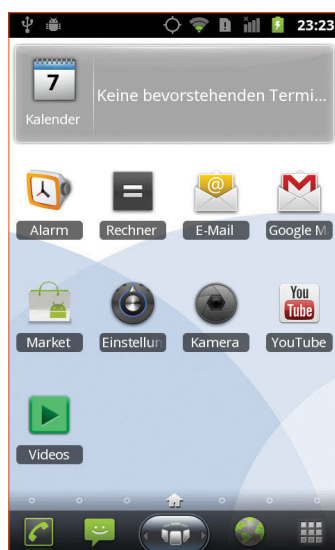 23:23
7
Kalender
Keine bevorstehenden Termi...
Alarm
Rechner
E-Mail
Google M
Market
Einstellun
Kamera
YouTube
You
Tube
Videos